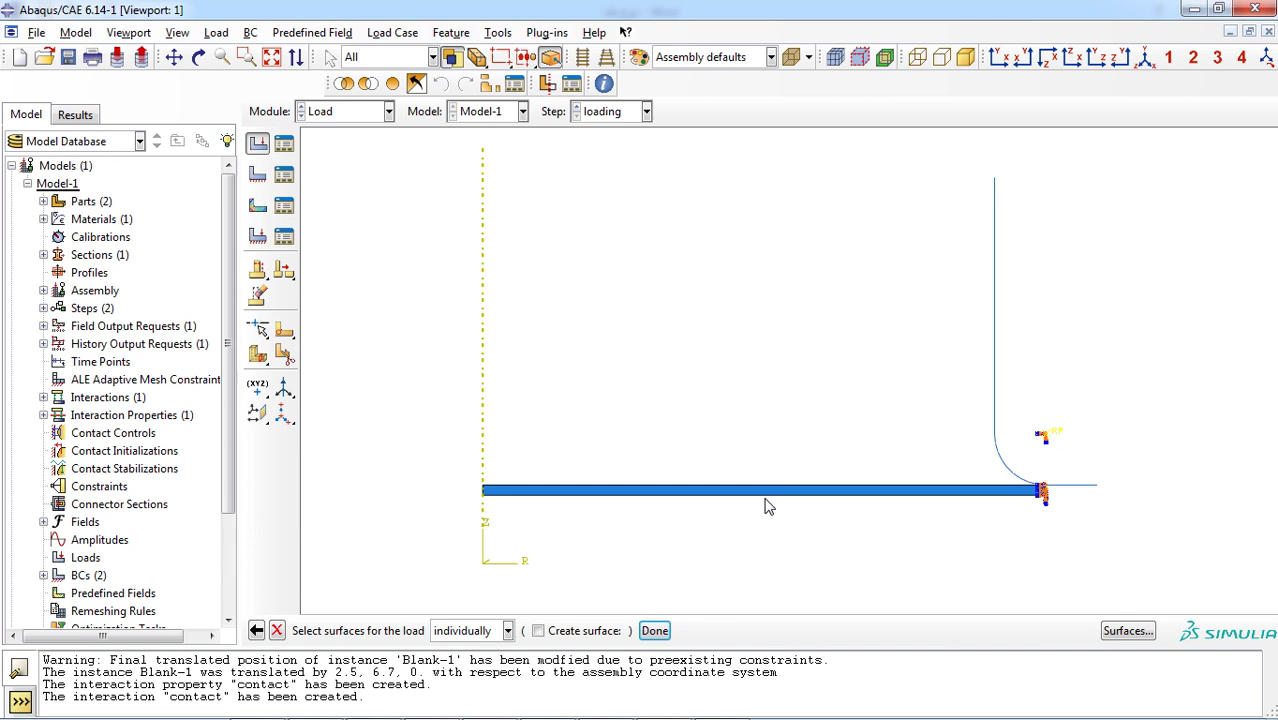 Abaqus/CAE 6.14-1 [Viewport: 1]
File Model Viewport View Load BC Predefined Field Load Case Feature Tools Plug-ins Help
All Assembly defaults 1 2 3 4
Module: Load Model: Model-1 Step: loading
Model Results
Model Database
Models (1)
Model-1
Parts (2)
Materials (1)
Calibrations
Sections (1)
Profiles
Assembly
Steps (2)
Field Output Requests (1)
History Output Requests (1)
Time Points
ALE Adaptive Mesh Constraint
Interactions (1)
Interaction Properties (1)
Contact Controls
Contact Initializations
Contact Stabilizations
Constraints
Connector Sections
Fields
Amplitudes
Loads
BCs (2)
Predefined Fields
Remeshing Rules
RP
Z
R
Select surfaces for the load individually ( Create surface: ) Done Surfaces... SIMULIA
Warning: Final translated position of instance 'Blank-1' has been modfied due to preexisting constraints.
The instance Blank-1 was translated by 2.5, 6.7, 0. with respect to the assembly coordinate system
The interaction property "contact" has been created.
The interaction "contact" has been created.
>>>